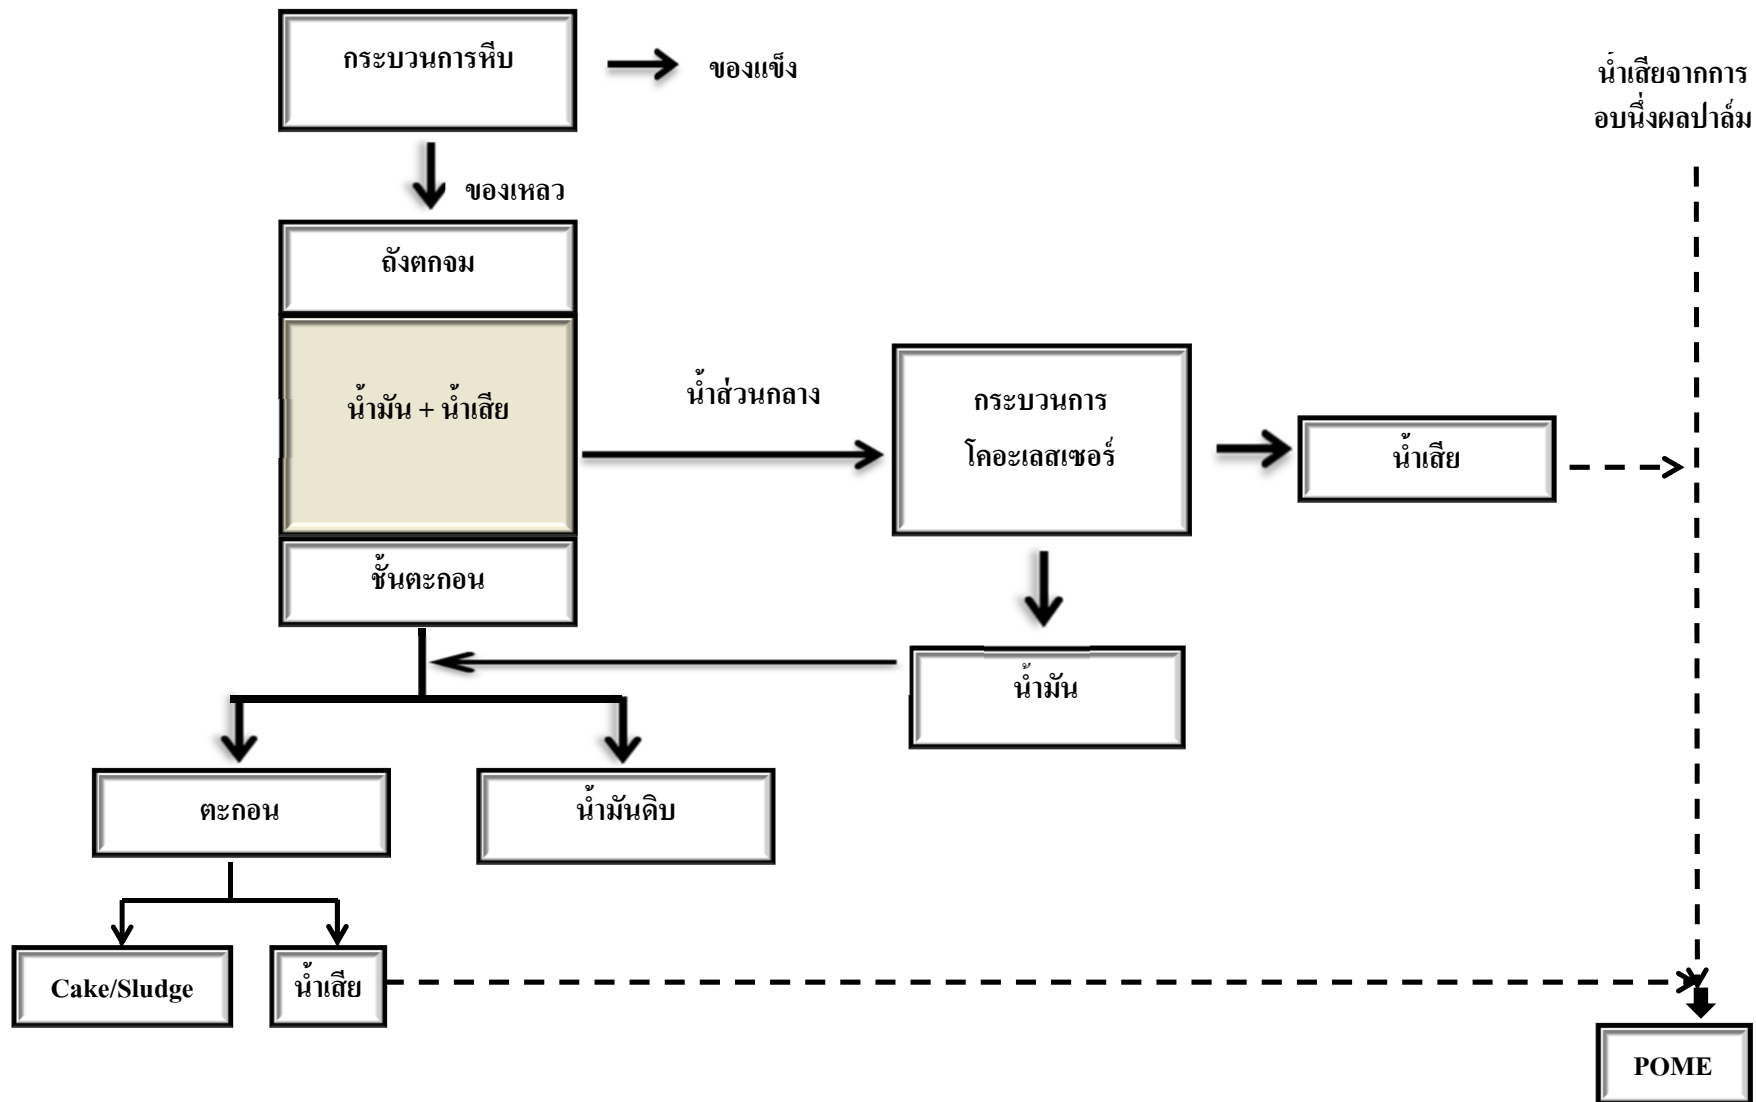 กระบวนการหีบ
ของแข็ง
น้ำเสียจากการ
อบนึ่งผลปาล์ม
ของเหลว
ถังตกจม
น้ำมัน + น้ำเสีย
น้ำส่วนกลาง
กระบวนการ
โคอะเลสเซอร์
น้ำเสีย
ชั้นตะกอน
น้ำมัน
ตะกอน
น้ำมันดิบ
Cake/Sludge
น้ำเสีย
POME